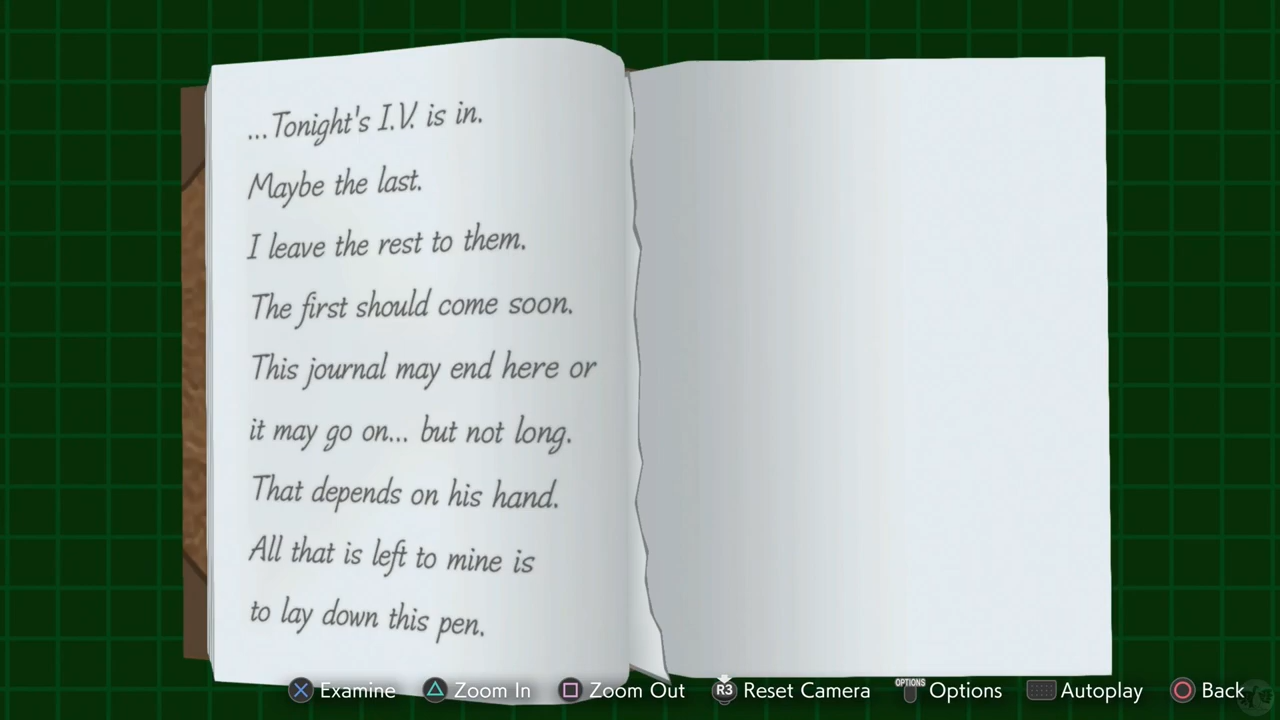 ...Tonight's I.V. is in.
Maybe the last.
I leave the rest to them.
The first should come soon.
This journal may end here or
it may go on... but not long.
That depends on his hand.
All that is left to mine is
to lay down this pen.
Examine Zoom In Zoom Out R3 Reset Camera OPTIONS Options Autoplay Back